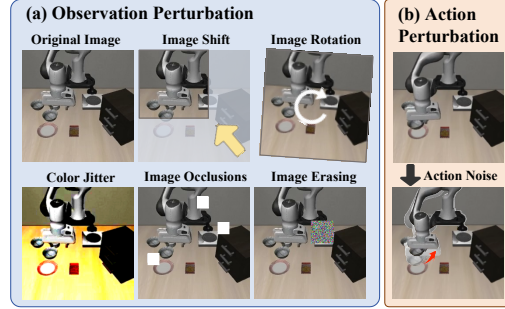 (a) Observation Perturbation
Original Image
Image Shift
Image Rotation
Color Jitter
Image Occlusions
Image Erasing
(b) Action
Perturbation
Action Noise